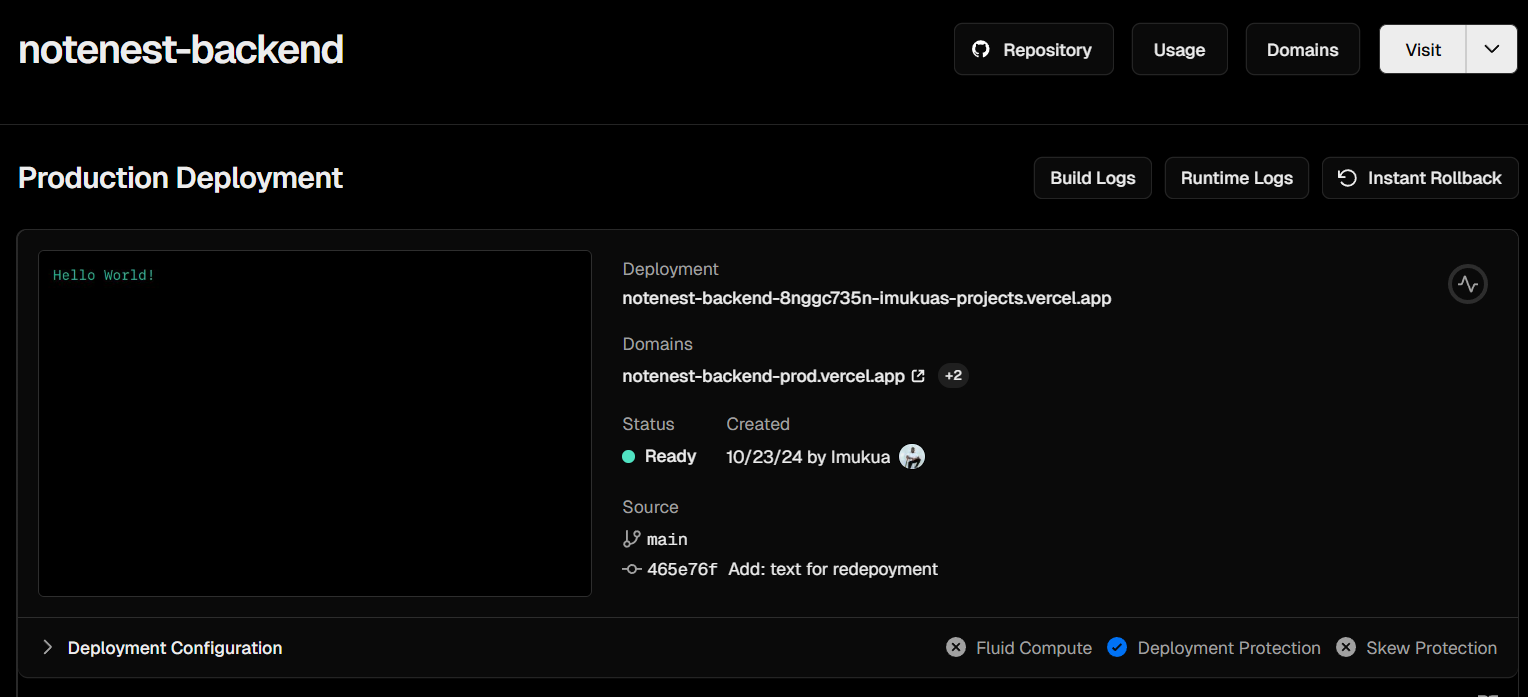 notenest-backend
Repository
Usage
Domains
Visit
Production Deployment
Build Logs
Runtime Logs
Instant Rollback
Hello World!
Deployment
notenest-backend-8nggc735n-imukuas-projects.vercel.app
Domains
notenest-backend-prod.vercel.app +2
Status Created
Ready 10/23/24 by Imukua
Source
main
465e76f Add: text for redepoyment
Deployment Configuration
Fluid Compute
Deployment Protection
Skew Protection